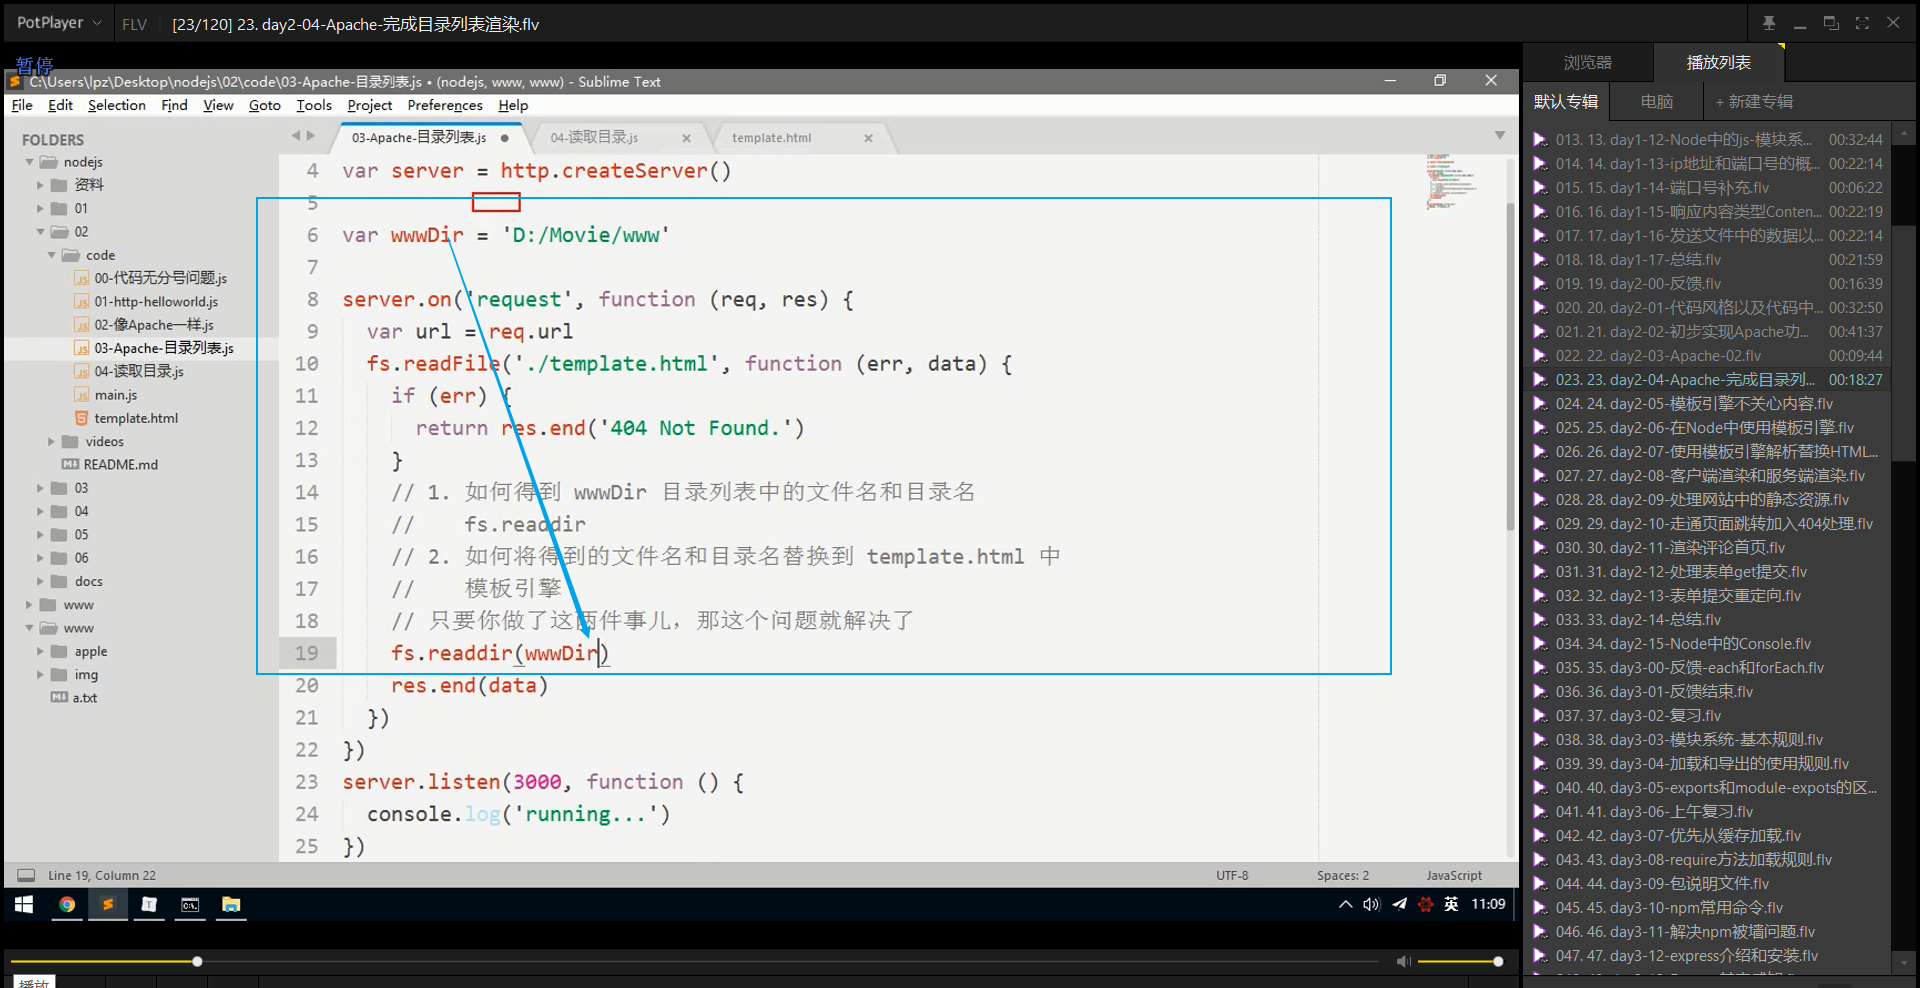 PotPlayer
FLV
[23/120] 23. day2-04-Apache-完成目录列表渲染.flv
暂停
C:\Users\lpz\Desktop\nodejs\02\code\03-Apache-目录列表.js • (nodejs, www, www) - Sublime Text
File Edit Selection Find View Goto Tools Project Preferences Help
FOLDERS
nodejs
资料
01
02
code
00-代码无分号问题.js
01-http-helloworld.js
02-像Apache一样.js
03-Apache-目录列表.js
04-读取目录.js
main.js
template.html
videos
README.md
03
04
05
06
docs
www
www
apple
img
a.txt
03-Apache-目录列表.js
04-读取目录.js
template.html
4 var server = http.createServer()
5
6 var wwwDir = 'D:/Movie/www'
7
8 server.on('request', function (req, res) {
9 var url = req.url
10 fs.readFile('./template.html', function (err, data) {
11 if (err) {
12 return res.end('404 Not Found.')
13 }
14 // 1. 如何得到 wwwDir 目录列表中的文件名和目录名
15 // fs.readdir
16 // 2. 如何将得到的文件名和目录名替换到 template.html 中
17 // 模板引擎
18 // 只要你做了这两件事儿，那这个问题就解决了
19 fs.readdir(wwwDir)
20 res.end(data)
21 })
22 })
23 server.listen(3000, function () {
24 console.log('running...')
25 })
Line 19, Column 22
UTF-8
Spaces: 2
JavaScript
英
11:09
播放
浏览器
播放列表
默认专辑
电脑
+ 新建专辑
013. 13. day1-12-Node中的js-模块系... 00:32:44
014. 14. day1-13-ip地址和端口号的概... 00:22:14
015. 15. day1-14-端口号补充.flv 00:06:22
016. 16. day1-15-响应内容类型Conten... 00:22:19
017. 17. day1-16-发送文件中的数据以... 00:22:14
018. 18. day1-17-总结.flv 00:21:59
019. 19. day2-00-反馈.flv 00:16:39
020. 20. day2-01-代码风格以及代码中... 00:32:50
021. 21. day2-02-初步实现Apache功... 00:41:37
022. 22. day2-03-Apache-02.flv 00:09:44
023. 23. day2-04-Apache-完成目录列... 00:18:27
024. 24. day2-05-模板引擎不关心内容.flv
025. 25. day2-06-在Node中使用模板引擎.flv
026. 26. day2-07-使用模板引擎解析替换HTML...
027. 27. day2-08-客户端渲染和服务端渲染.flv
028. 28. day2-09-处理网站中的静态资源.flv
029. 29. day2-10-走通页面跳转加入404处理.flv
030. 30. day2-11-渲染评论首页.flv
031. 31. day2-12-处理表单get提交.flv
032. 32. day2-13-表单提交重定向.flv
033. 33. day2-14-总结.flv
034. 34. day2-15-Node中的Console.flv
035. 35. day3-00-反馈-each和forEach.flv
036. 36. day3-01-反馈结束.flv
037. 37. day3-02-复习.flv
038. 38. day3-03-模块系统-基本规则.flv
039. 39. day3-04-加载和导出的使用规则.flv
040. 40. day3-05-exports和module-expots的区...
041. 41. day3-06-上午复习.flv
042. 42. day3-07-优先从缓存加载.flv
043. 43. day3-08-require方法加载规则.flv
044. 44. day3-09-包说明文件.flv
045. 45. day3-10-npm常用命令.flv
046. 46. day3-11-解决npm被墙问题.flv
047. 47. day3-12-express介绍和安装.flv